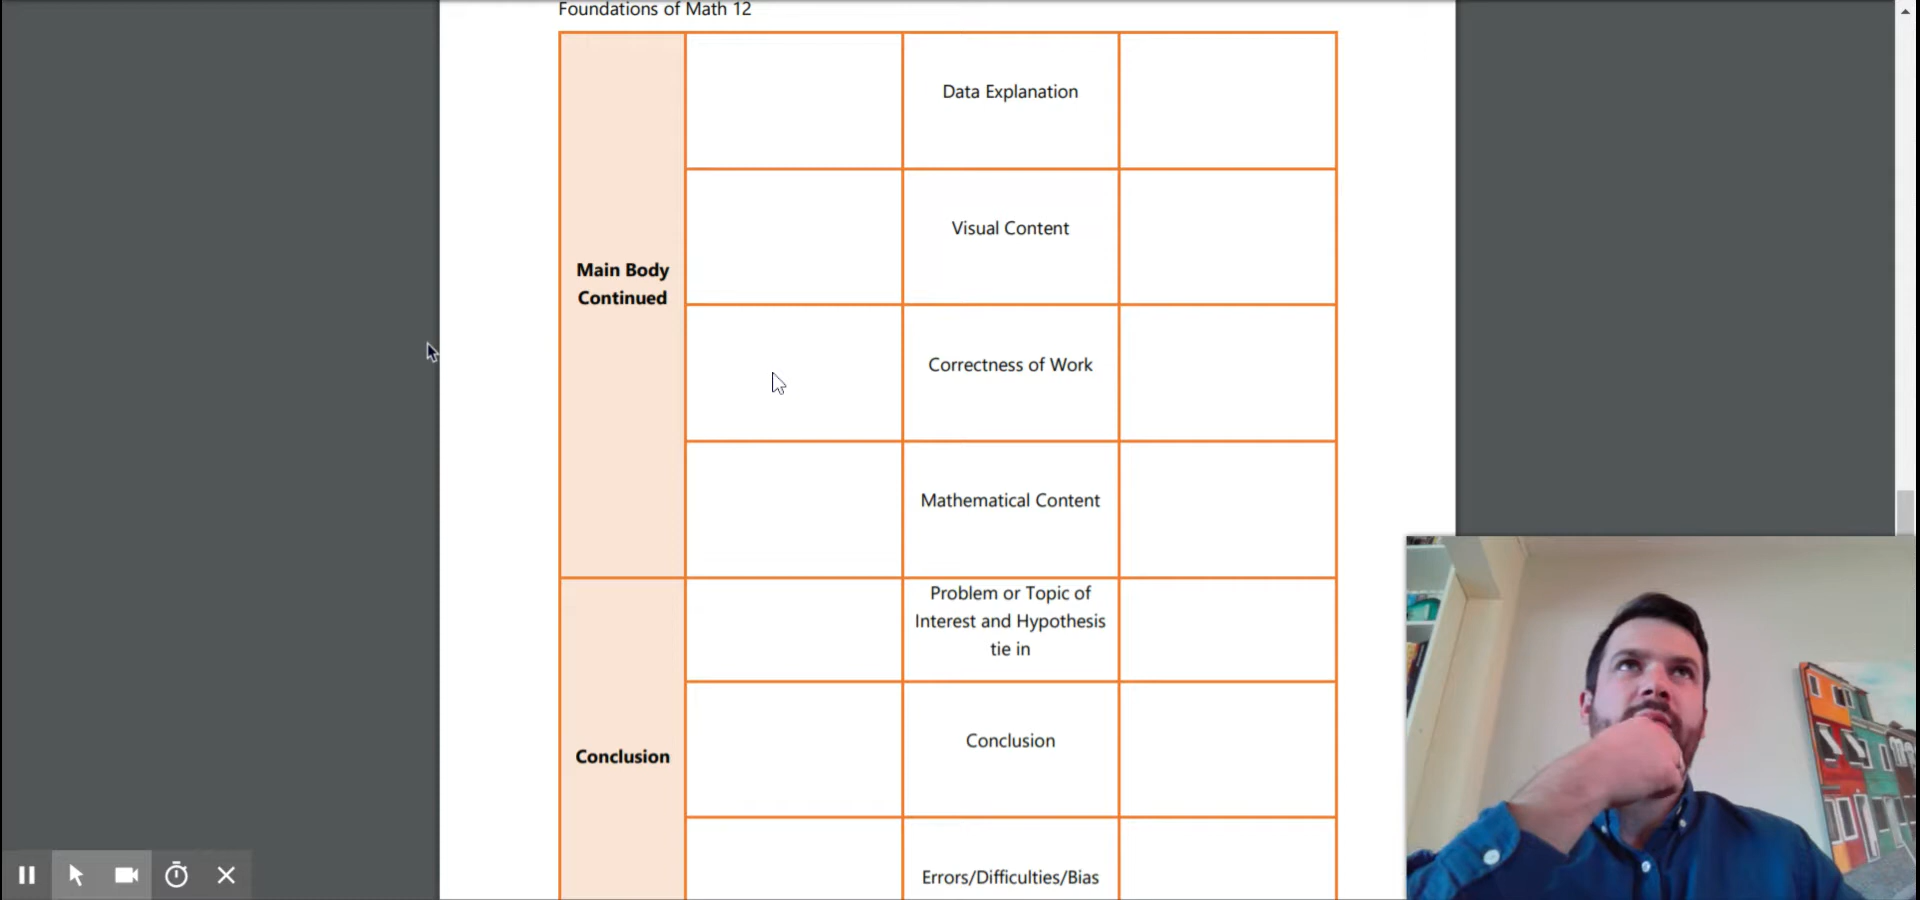 Foundations of Math 12
Data Explanation
Visual Content
Main Body
Continued
Correctness of Work
Mathematical Content
Problem or Topic of
Interest and Hypothesis
tie in
Conclusion
Conclusion
Errors/Difficulties/Bias